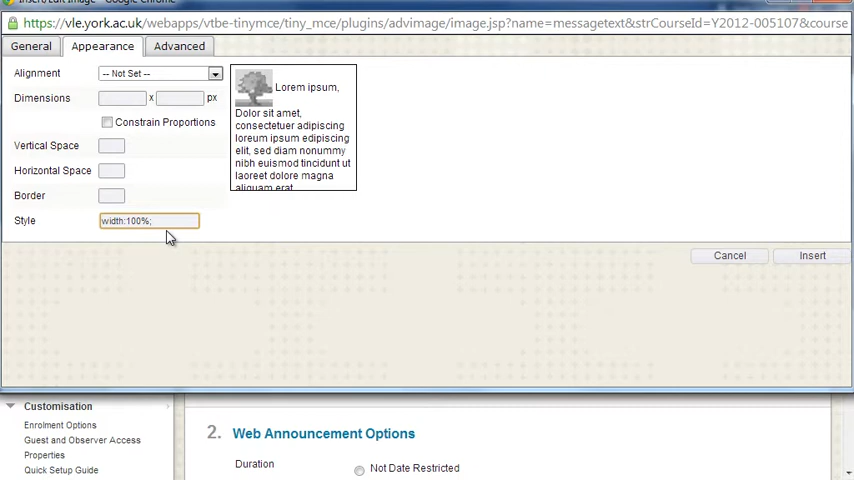 Insert/Edit Image - Google Chrome
https://vle.york.ac.uk/webapps/vtbe-tinymce/tiny_mce/plugins/advimage/image.jsp?name=messagetext&strCourseId=Y2012-005107&course
General Appearance Advanced
Alignment -- Not Set --
Dimensions x px
Constrain Proportions
Vertical Space
Horizontal Space
Border
Style width:100%;
Lorem ipsum,
Dolor sit amet,
consectetuer adipiscing
loreum ipsum edipiscing
elit, sed diam nonummy
nibh euismod tincidunt ut
laoreet dolore magna
aliquam erat
Cancel Insert
Customisation
Enrolment Options
Guest and Observer Access
Properties
Quick Setup Guide
2. Web Announcement Options
Duration Not Date Restricted